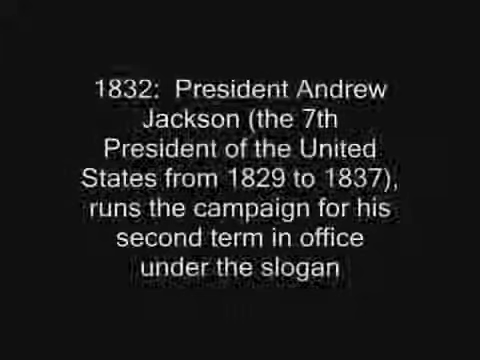 1832:  President Andrew
Jackson (the 7th
President of the United
States from 1829 to 1837),
runs the campaign for his
second term in office
under the slogan